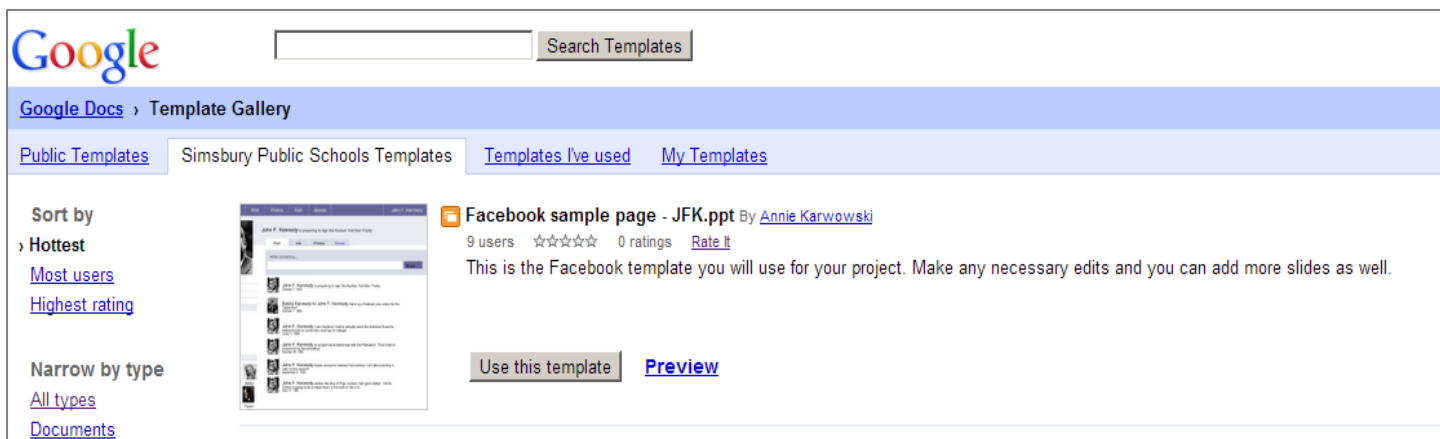 Google
Search Templates
Google Docs › Template Gallery
Public Templates Simsbury Public Schools Templates Templates I've used My Templates
Sort by
› Hottest
Most users
Highest rating
Narrow by type
All types
Documents
John F. Kennedy
Facebook sample page - JFK.ppt By Annie Karwowski
9 users 0 ratings Rate It
This is the Facebook template you will use for your project. Make any necessary edits and you can add more slides as well.
Use this template Preview